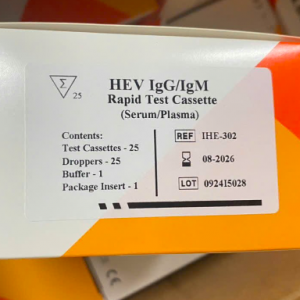 Σ
25
HEV IgG/IgM
Rapid Test Cassette
(Serum/Plasma)
Contents:
Test Cassettes - 25
Droppers - 25
Buffer - 1
Package Insert - 1
REF IHE-302
08-2026
LOT 092415028